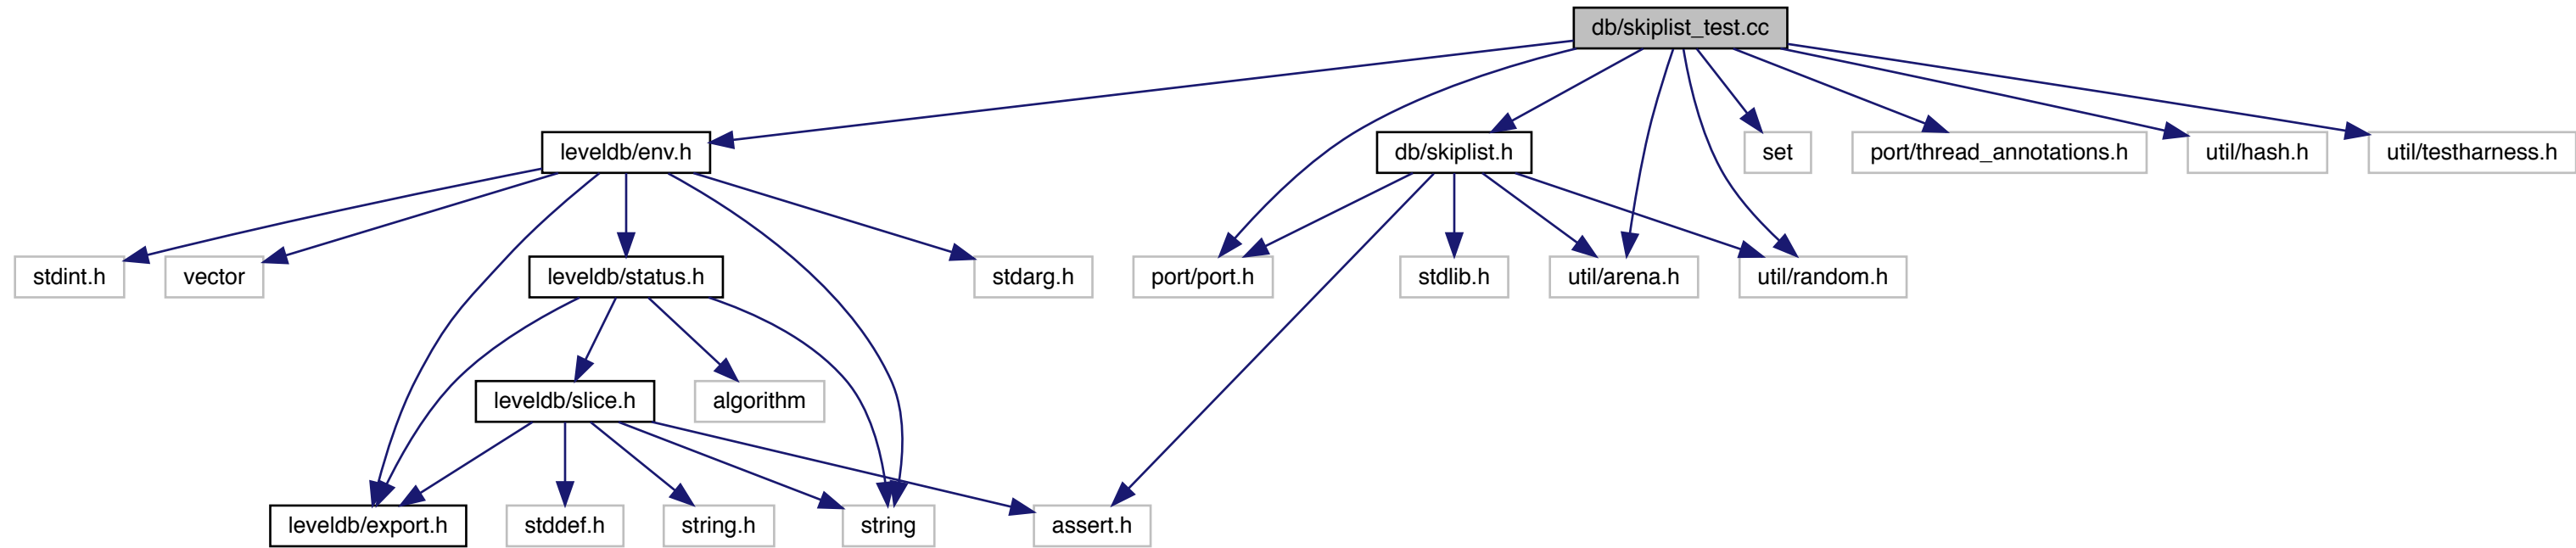 db/skiplist_test.cc
leveldb/env.h
db/skiplist.h
set
port/thread_annotations.h
util/hash.h
util/testharness.h
stdint.h
vector
leveldb/status.h
stdarg.h
port/port.h
stdlib.h
util/arena.h
util/random.h
leveldb/slice.h
algorithm
leveldb/export.h
stddef.h
string.h
string
assert.h